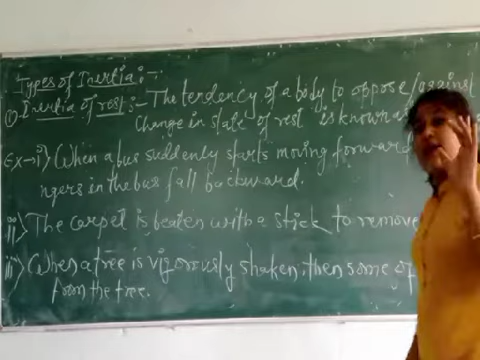 Types of Inertia :-
(i) Inertia of rest :- The tendency of a body to oppose/against
Change in state of rest is known
Ex → i) When a bus suddenly starts moving forward
ngers in the bus fall backward.
ii) The carpet is beaten with a stick to remove
iii) When a tree is vigorously shaken, then some of
from the tree.